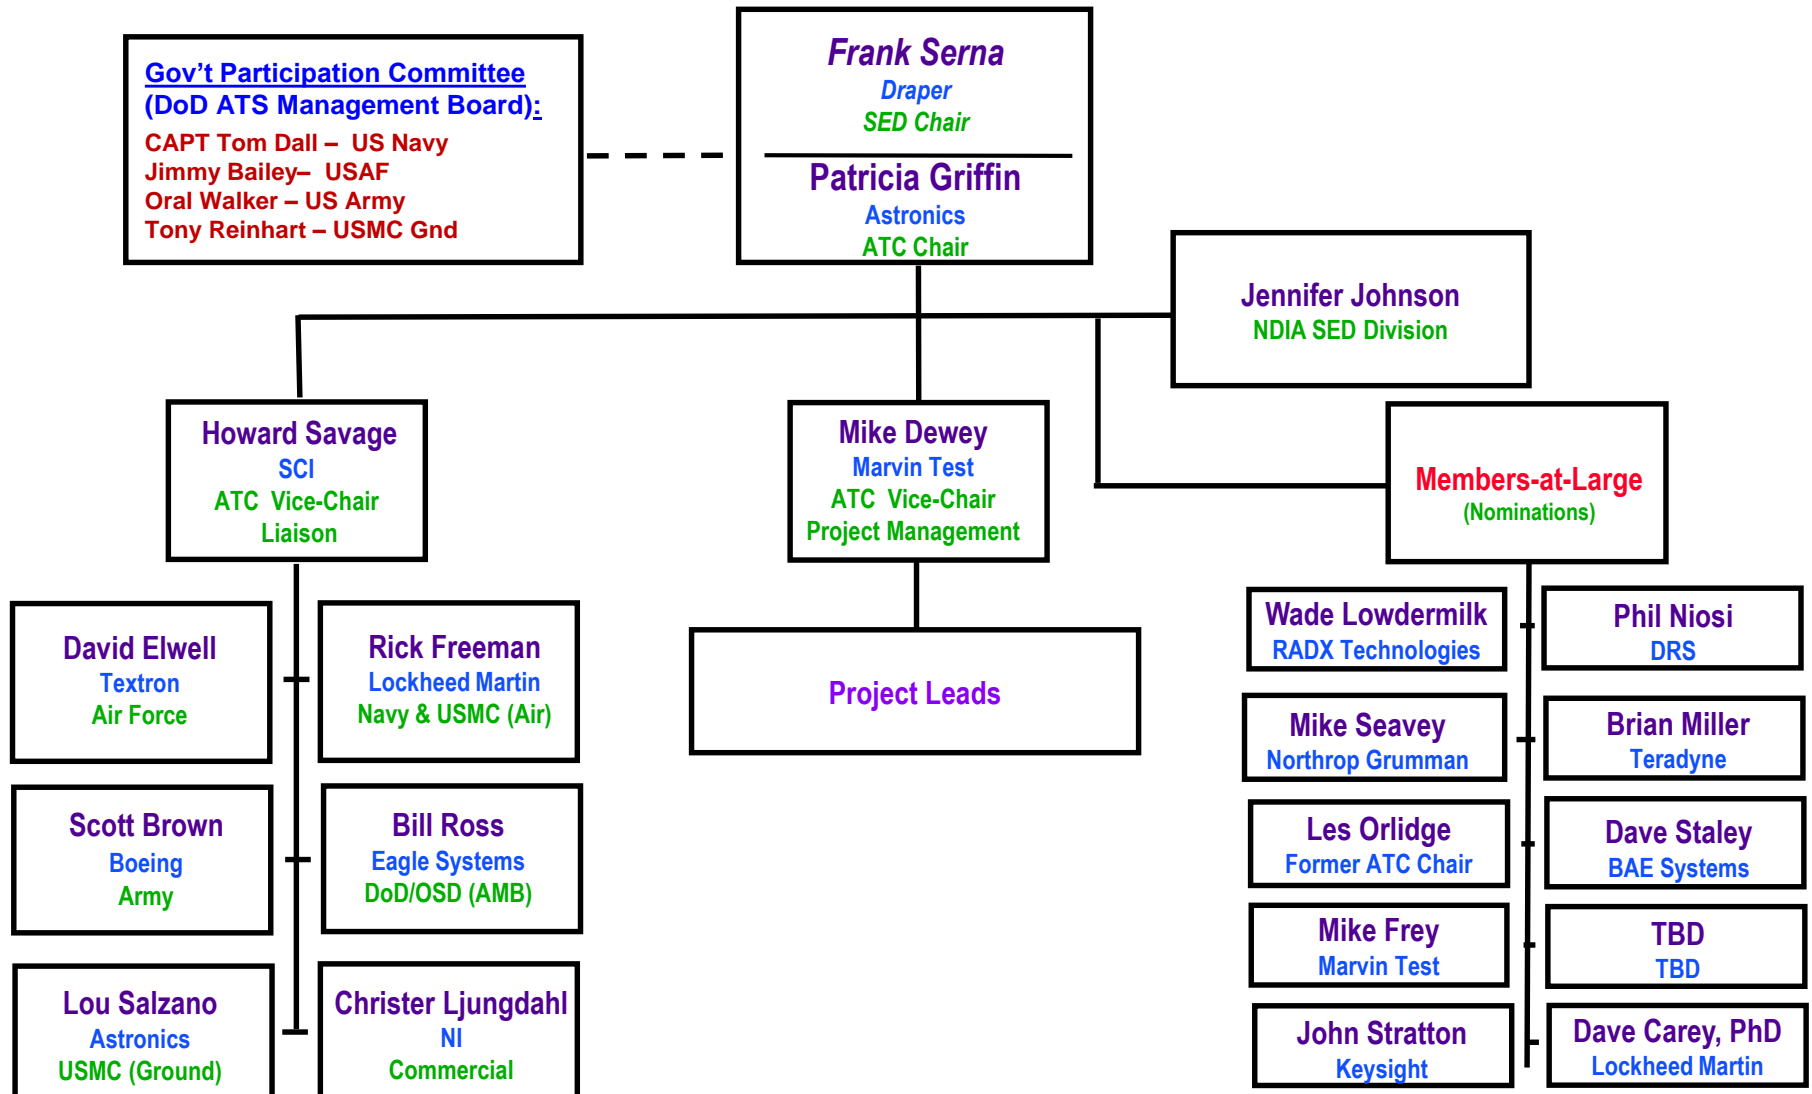 Gov't Participation Committee
(DoD ATS Management Board):
CAPT Tom Dall – US Navy
Jimmy Bailey– USAF
Oral Walker – US Army
Tony Reinhart – USMC Gnd
Frank Serna
Draper
SED Chair
Patricia Griffin
Astronics
ATC Chair
Jennifer Johnson
NDIA SED Division
Howard Savage
SCI
ATC Vice-Chair
Liaison
Mike Dewey
Marvin Test
ATC Vice-Chair
Project Management
Members-at-Large
(Nominations)
David Elwell
Textron
Air Force
Rick Freeman
Lockheed Martin
Navy & USMC (Air)
Scott Brown
Boeing
Army
Bill Ross
Eagle Systems
DoD/OSD (AMB)
Lou Salzano
Astronics
USMC (Ground)
Christer Ljungdahl
NI
Commercial
Project Leads
Wade Lowdermilk
RADX Technologies
Phil Niosi
DRS
Mike Seavey
Northrop Grumman
Brian Miller
Teradyne
Les Orlidge
Former ATC Chair
Dave Staley
BAE Systems
Mike Frey
Marvin Test
TBD
TBD
John Stratton
Keysight
Dave Carey, PhD
Lockheed Martin